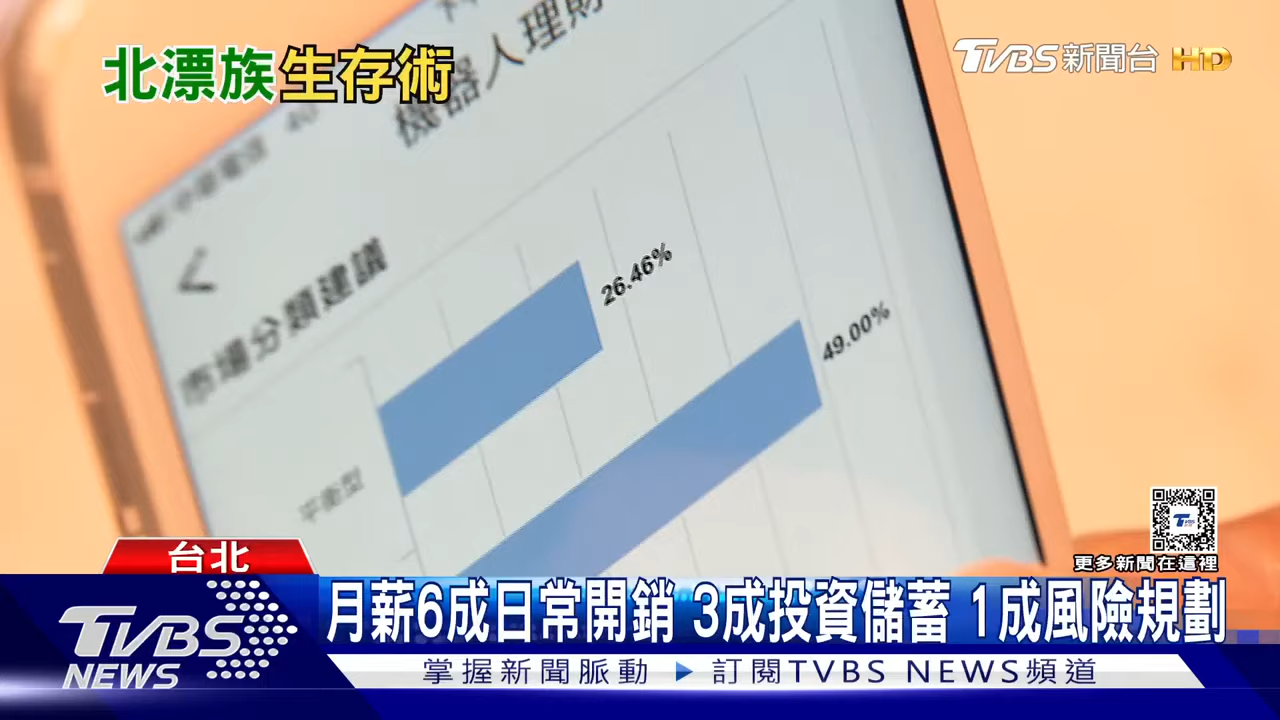 北漂族生存術
TVBS新聞台 HD
機器人理財
市場分類建議
26.46%
49.00%
平衡型
更多新聞在這裡
台北
TVBS NEWS
月薪6成日常開銷 3成投資儲蓄 1成風險規劃
掌握新聞脈動 ▶ 訂閱TVBS NEWS頻道